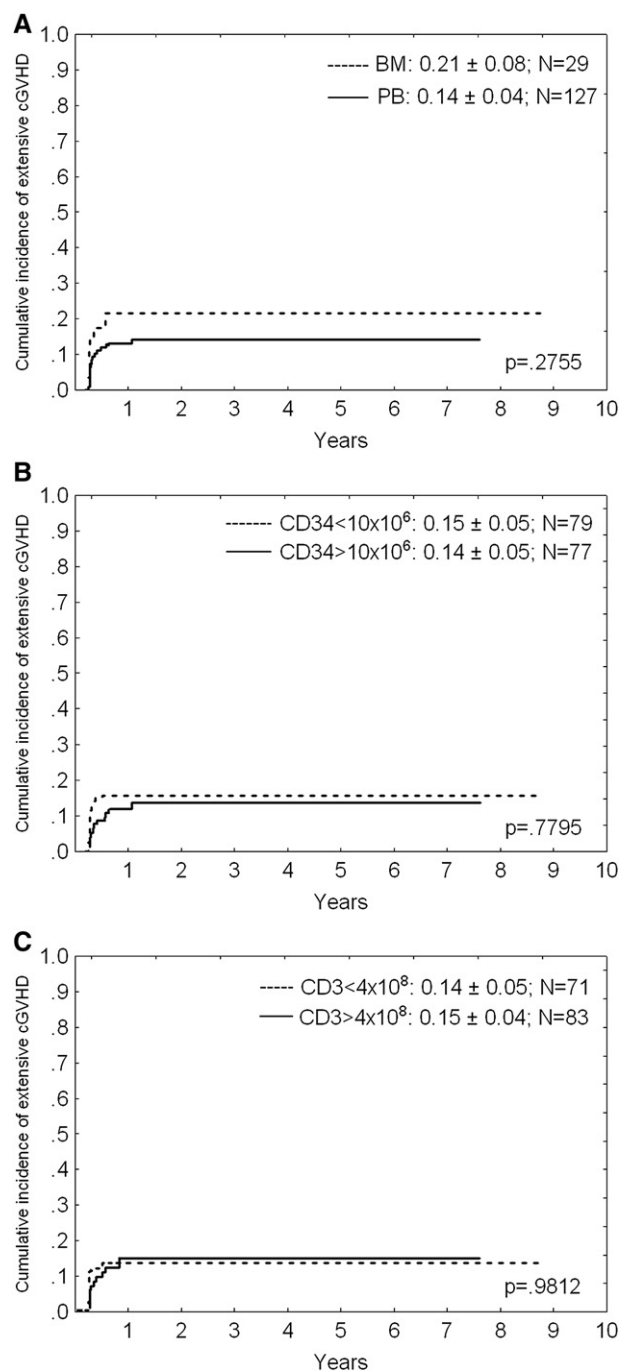 A
Cumulative incidence of extensive cGVHD
1.0
.9
.8
.7
.6
.5
.4
.3
.2
.1
.0
BM: 0.21 ± 0.08; N=29
PB: 0.14 ± 0.04; N=127
p=.2755
1 2 3 4 5 6 7 8 9 10
Years
B
Cumulative incidence of extensive cGVHD
1.0
.9
.8
.7
.6
.5
.4
.3
.2
.1
.0
CD34<10x10⁶: 0.15 ± 0.05; N=79
CD34>10x10⁶: 0.14 ± 0.05; N=77
p=.7795
1 2 3 4 5 6 7 8 9 10
Years
C
Cumulative incidence of extensive cGVHD
1.0
.9
.8
.7
.6
.5
.4
.3
.2
.1
.0
CD3<4x10⁸: 0.14 ± 0.05; N=71
CD3>4x10⁸: 0.15 ± 0.04; N=83
p=.9812
1 2 3 4 5 6 7 8 9 10
Years